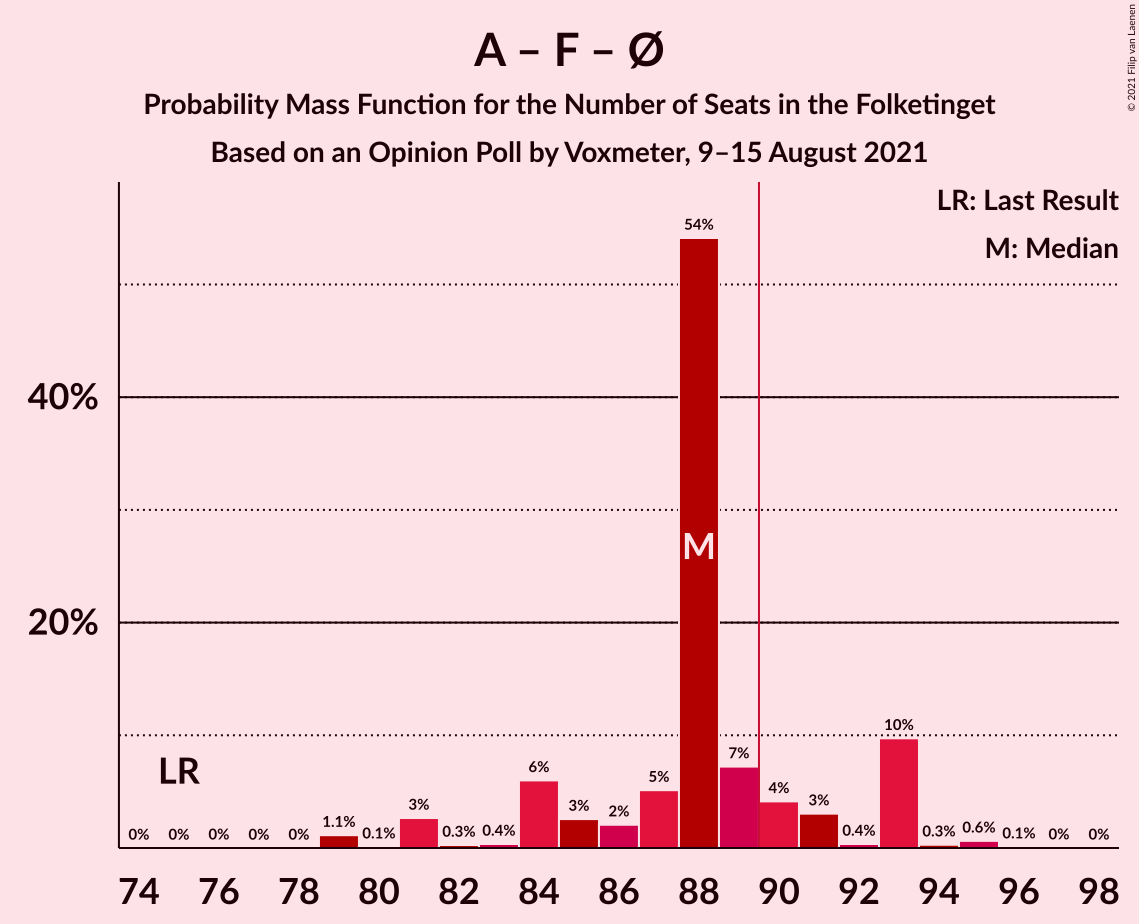 A – F – Ø
Probability Mass Function for the Number of Seats in the Folketinget
Based on an Opinion Poll by Voxmeter, 9–15 August 2021
© 2021 Filip van Laenen
LR: Last Result
M: Median
54%
40%
M
20%
10%
7%
LR
6%
5%
4%
3%
3%
3%
2%
1.1%
0% 0% 0% 0% 0% 0.1% 0.3% 0.4% 0.4% 0.3% 0.6% 0.1% 0% 0%
74 76 78 80 82 84 86 88 90 92 94 96 98